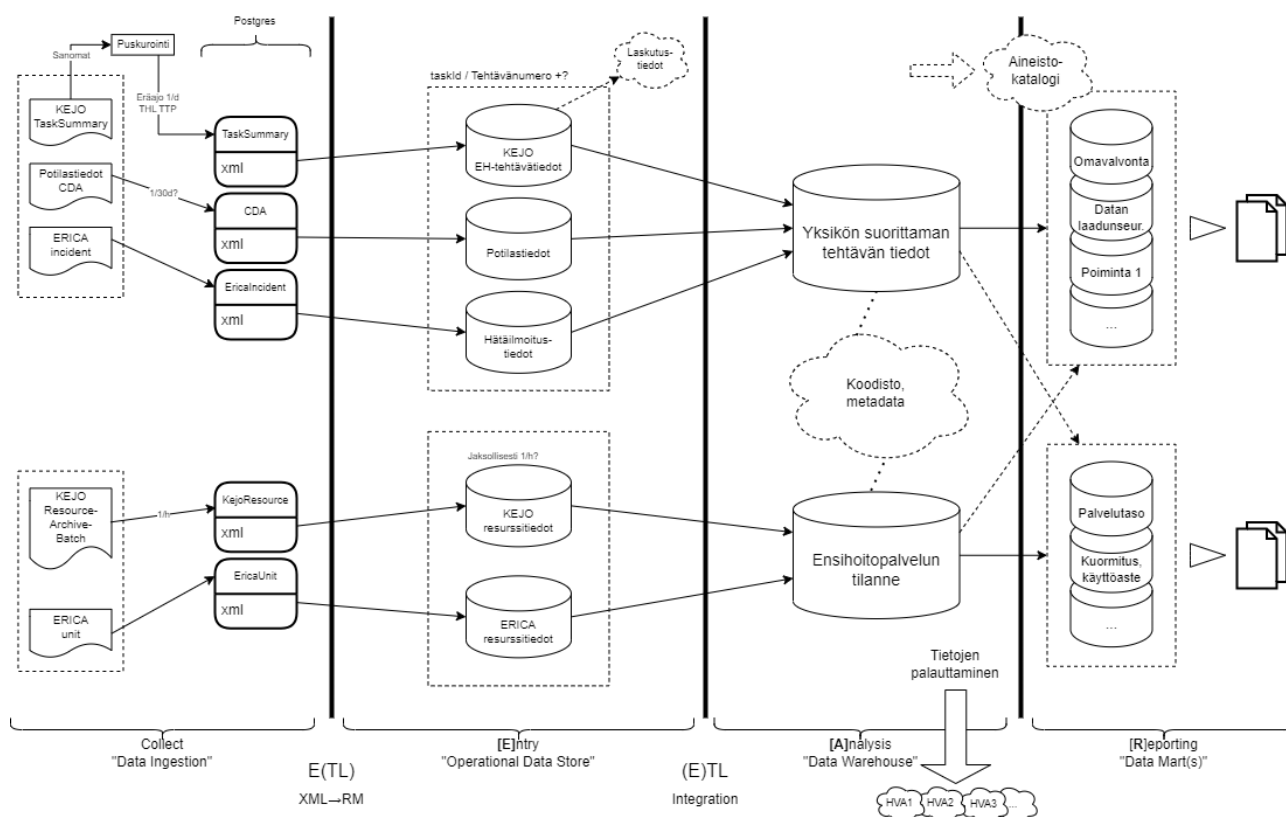 Postgres
Sanomat
Puskurointi
Eräajo 1/d
THL TTP
KEJO
TaskSummary
Potilastiedot
CDA
1/30d?
ERICA
incident
TaskSummary
xml
CDA
xml
EricaIncident
xml
taskId / Tehtävänumero +?
Laskutus-
tiedot
KEJO
EH-tehtävätiedot
Potilastiedot
Hätäilmoitus-
tiedot
Yksikön suorittaman
tehtävän tiedot
Koodisto,
metadata
Aineisto-
katalogi
Omavalvonta
Datan
laadunseur.
Poiminta 1
...
KEJO
Resource-
Archive-
Batch
1/h
ERICA
unit
KejoResource
xml
EricaUnit
xml
Jaksollisesti 1/h?
KEJO
resurssitiedot
ERICA
resurssitiedot
Ensihoitopalvelun
tilanne
Palvelutaso
Kuormitus,
käyttöaste
...
Tietojen
palauttaminen
Collect
"Data Ingestion"
E(TL)
XML→RM
[E]ntry
"Operational Data Store"
(E)TL
Integration
[A]nalysis
"Data Warehouse"
[R]eporting
"Data Mart(s)"
HVA1
HVA2
HVA3
...